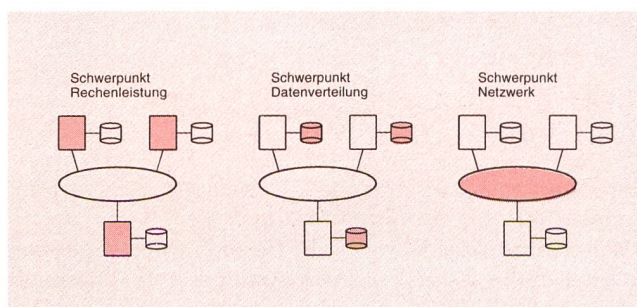 Schwerpunkt
Rechenleistung
Schwerpunkt
Datenverteilung
Schwerpunkt
Netzwerk